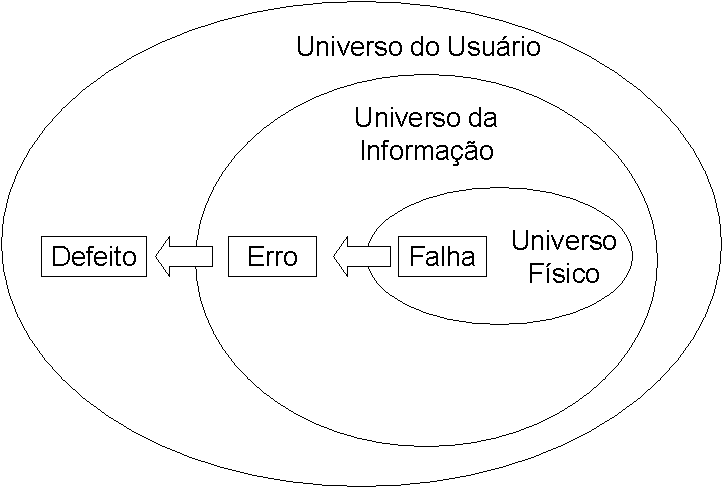 Universo do Usuário
Universo da
Informação
Defeito
Erro
Falha
Universo
Físico